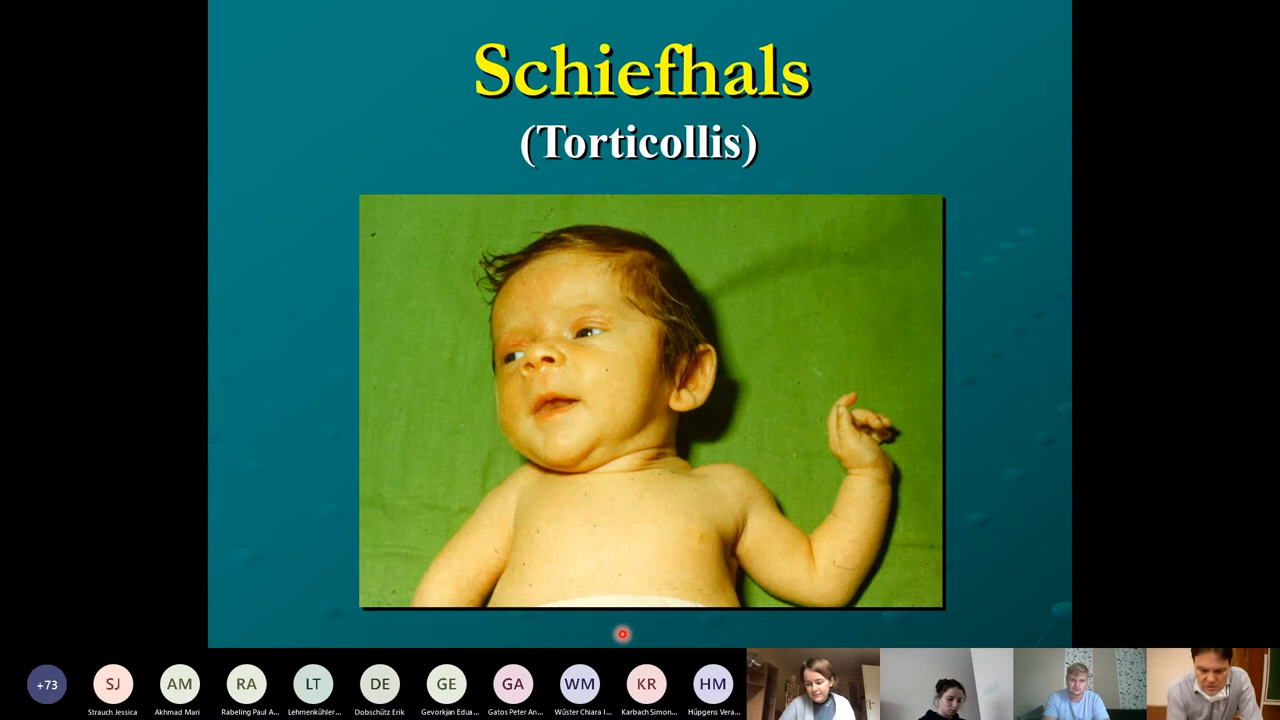 Schiefhals
(Torticollis)
+73
SJ
AM
RA
LT
DE
GE
GA
WM
KR
HM
Strauch Jessica
Akhmad Mari
Rabeling Paul A...
Lehmenkühler...
Dobschütz Erik
Gevorkjan Edua...
Gatos Peter An...
Wüster Chiara I...
Karbach Simon...
Hüpgens Vera...